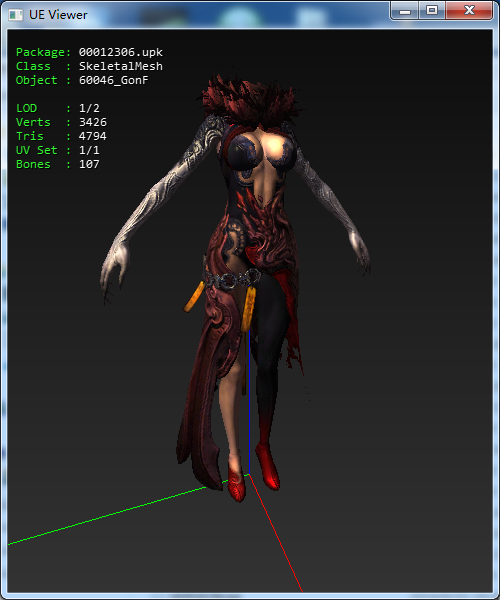 UE Viewer
Package: 00012306.upk
Class : SkeletalMesh
Object : 60046_GonF
LOD : 1/2
Verts : 3426
Tris : 4794
UV Set : 1/1
Bones : 107